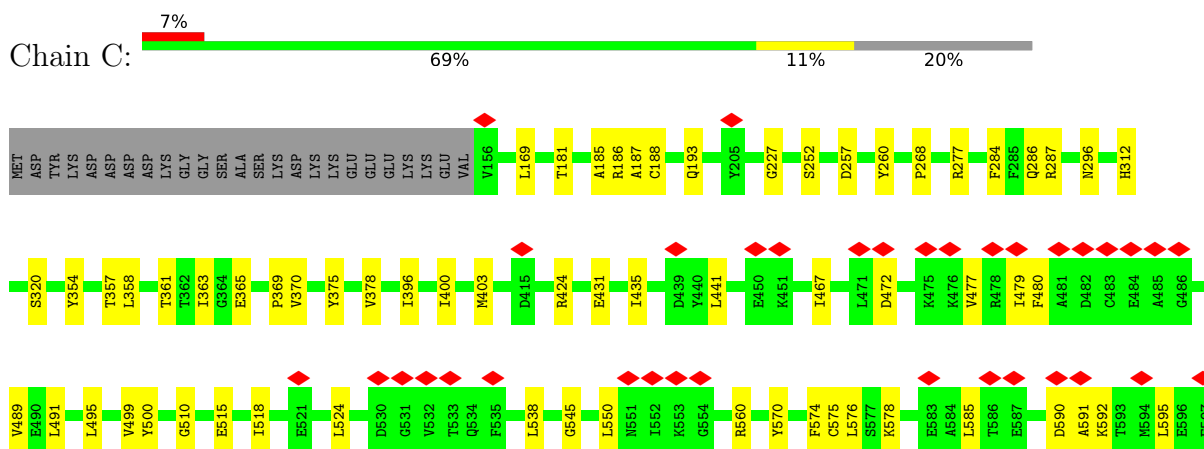 7%
Chain C:
69% 11% 20%
MET ASP TYR LYS ASP ASP ASP ASP LYS GLY GLY SER ALA SER LYS ASP LYS LYS GLU GLU GLU LYS LYS GLU VAL V156 L169 T181 A185 R186 A187 C188 Q193 Y205 G227 S252 D257 Y260 P268 R277 F284 F285 Q286 R287 N296 H312
S320 Y354 T357 L358 T361 T362 I363 G364 E365 P369 V370 Y375 V378 I396 I400 M403 D415 R424 E431 I435 D439 Y440 L441 E450 K451 I467 L471 D472 K475 K476 V477 R478 I479 F480 A481 D482 C483 E484 A485 G486
V489 E490 L491 L495 V499 Y500 G510 E515 I518 E521 L524 D530 G531 V532 T533 Q534 F535 L538 G545 L550 N551 I552 K553 G554 R560 Y570 F574 C575 L576 S577 K578 E583 A584 L585 T586 E587 D590 A591 K592 T593 M594 L595 E596